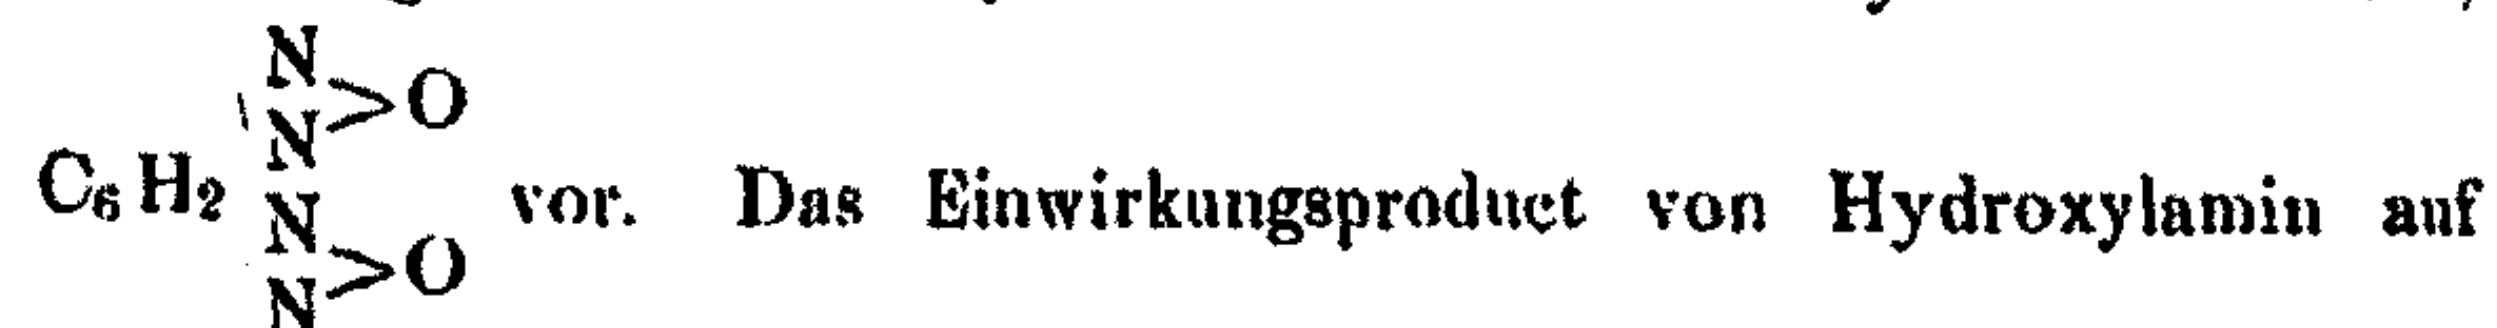 N
>O
N
C₆H₂ vor. Das Einwirkungsproduct von Hydroxylamin auf
N
>O
N